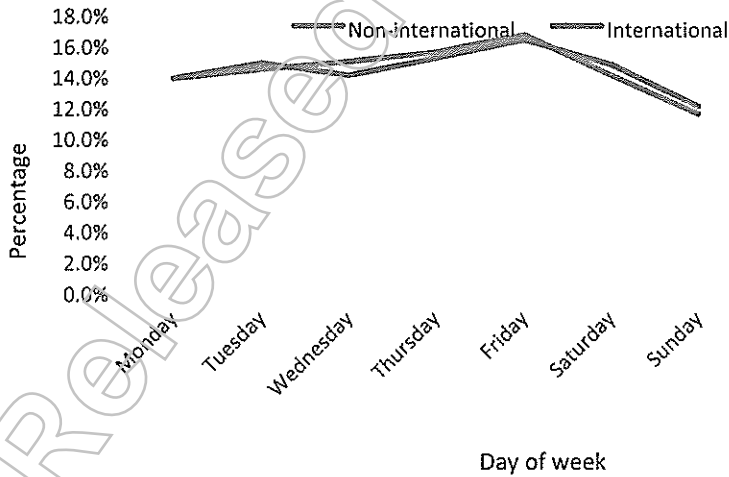 18.0%
Non-international International
16.0%
14.0%
12.0%
10.0%
8.0%
6.0%
4.0%
2.0%
0.0%
Percentage
Monday
Tuesday
Wednesday
Thursday
Friday
Saturday
Sunday
Day of week
Released